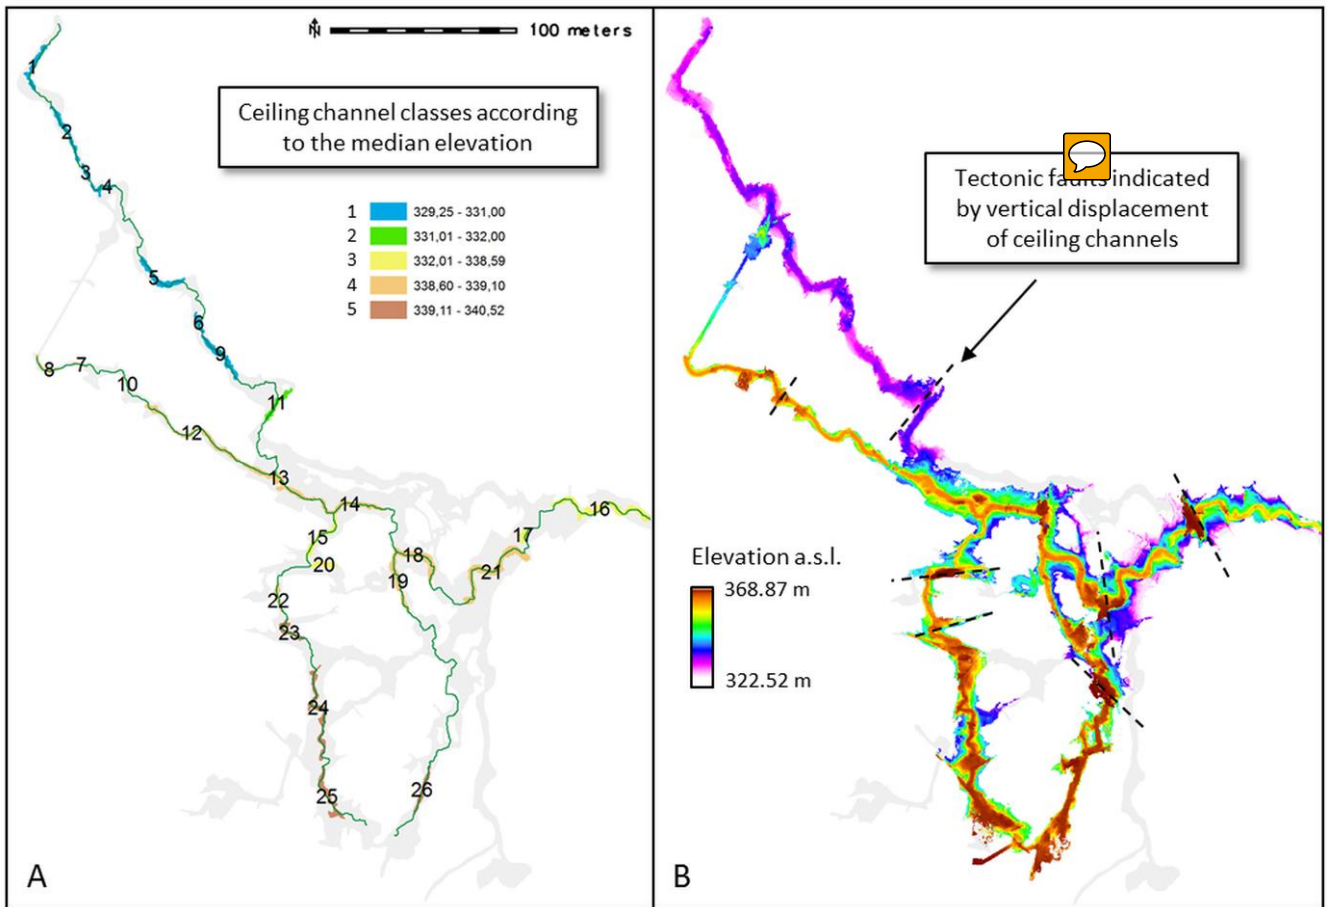 N 100 meters
Ceiling channel classes according
to the median elevation
1 329,25 - 331,00
2 331,01 - 332,00
3 332,01 - 338,59
4 338,60 - 339,10
5 339,11 - 340,52
1
2
3
4
5
6
9
8
7
10
11
12
13
14
15
16
17
18
19
20
21
22
23
24
25
26
A
Tectonic faults indicated
by vertical displacement
of ceiling channels
Elevation a.s.l.
368.87 m
322.52 m
B